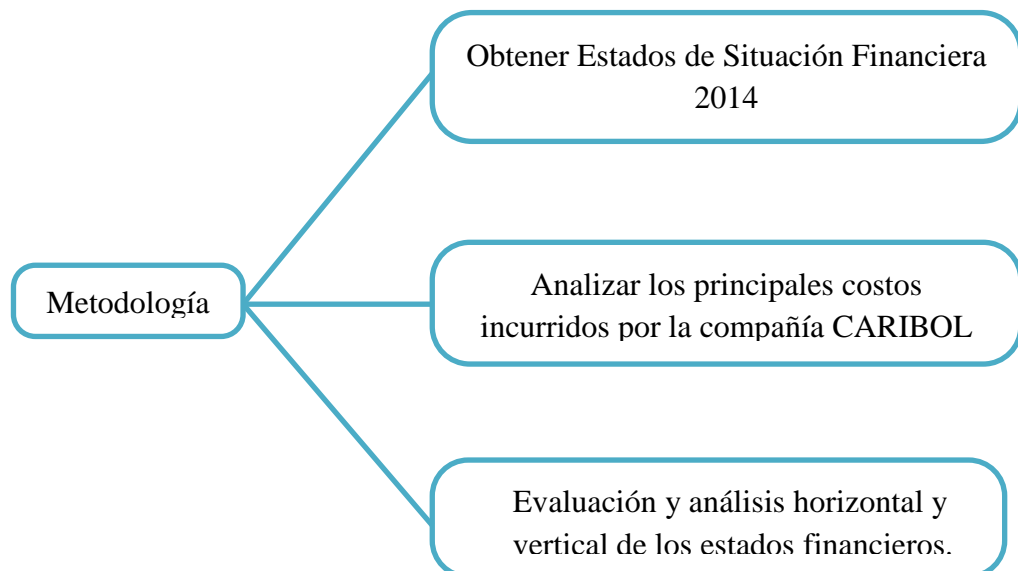 Obtener Estados de Situación Financiera
2014
Metodología
Analizar los principales costos
incurridos por la compañía CARIBOL
Evaluación y análisis horizontal y
vertical de los estados financieros.